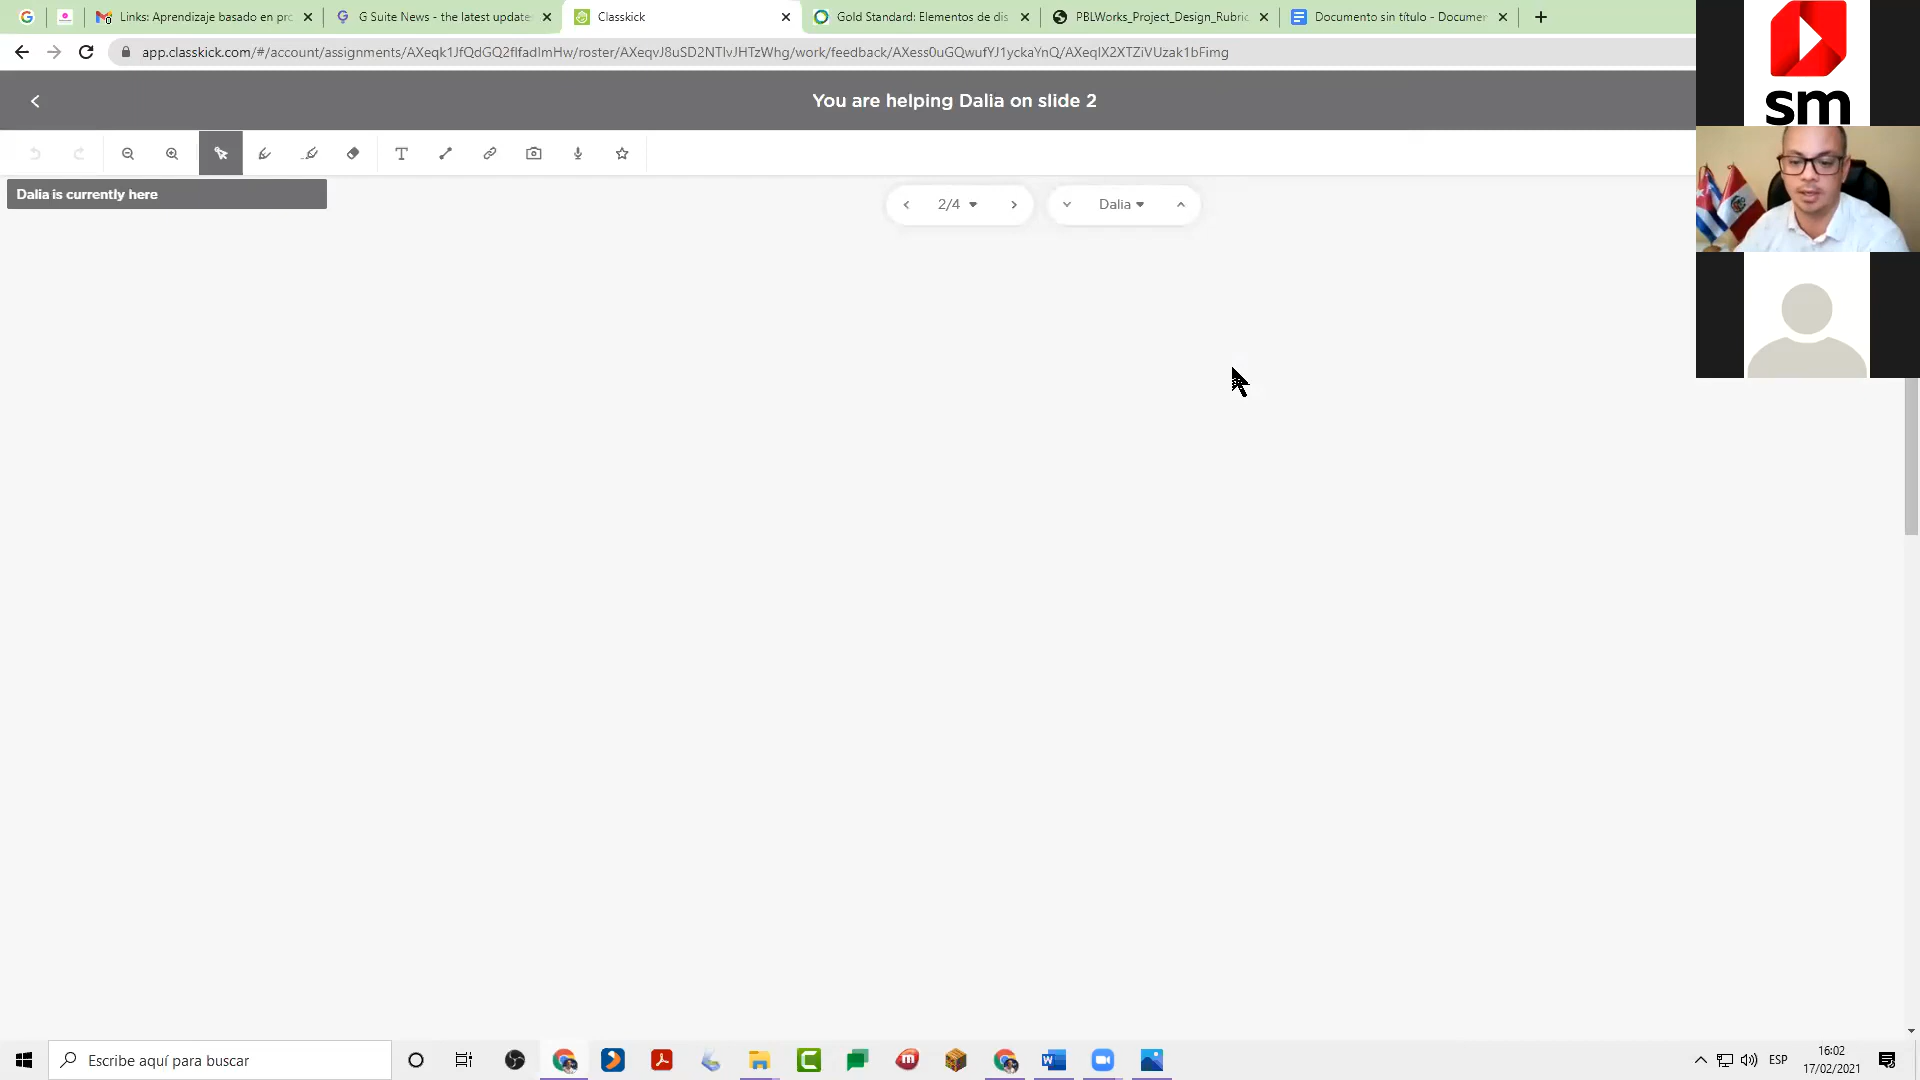 Links: Aprendizaje basado en pro
G Suite News - the latest update
Classkick
Gold Standard: Elementos de dis
PBLWorks_Project_Design_Rubric
Documento sin título - Documen
app.classkick.com/#/account/assignments/AXeqk1JfQdGQ2fIfadImHw/roster/AXeqvJ8uSD2NTIvJHTzWhg/work/feedback/AXess0uGQwufYJ1yckaYnQ/AXeqIX2XTZiVUzak1bFimg
You are helping Dalia on slide 2
sm
Dalia is currently here
2/4
Dalia
Escribe aquí para buscar
ESP
16:02
17/02/2021